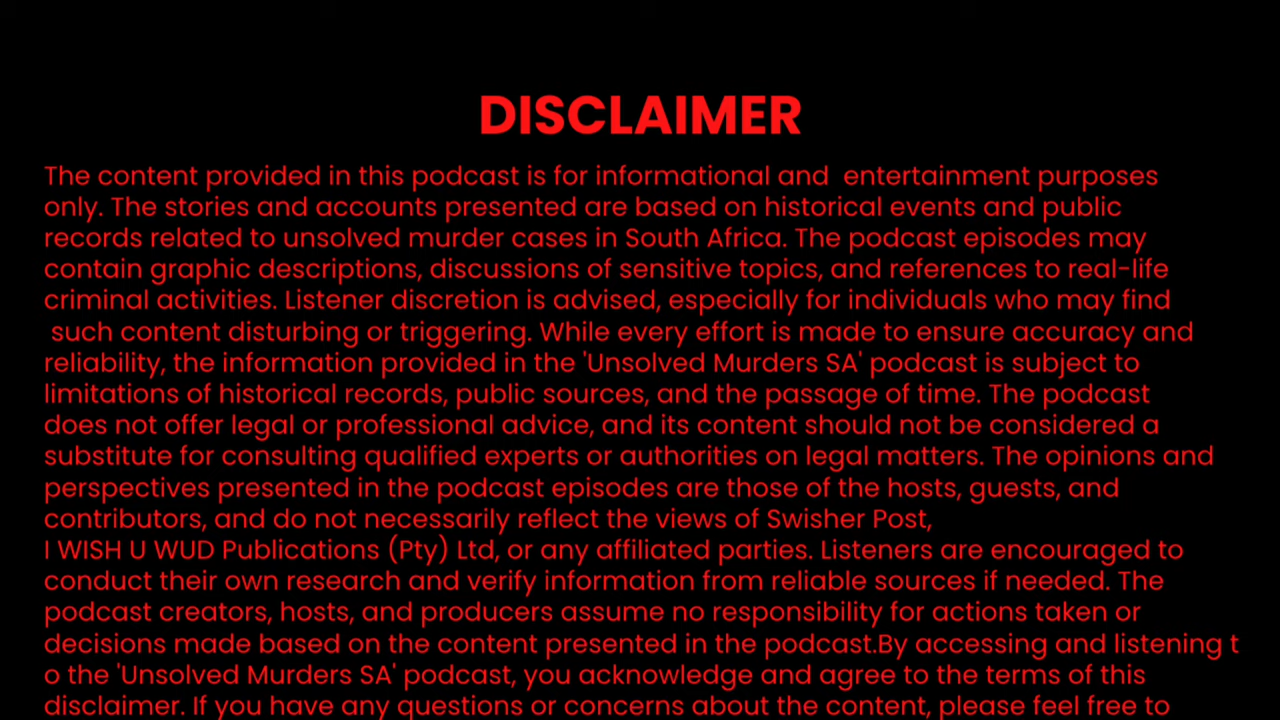 DISCLAIMER
The content provided in this podcast is for informational and  entertainment purposes
only. The stories and accounts presented are based on historical events and public
records related to unsolved murder cases in South Africa. The podcast episodes may
contain graphic descriptions, discussions of sensitive topics, and references to real-life
criminal activities. Listener discretion is advised, especially for individuals who may find
such content disturbing or triggering. While every effort is made to ensure accuracy and
reliability, the information provided in the 'Unsolved Murders SA' podcast is subject to
limitations of historical records, public sources, and the passage of time. The podcast
does not offer legal or professional advice, and its content should not be considered a
substitute for consulting qualified experts or authorities on legal matters. The opinions and
perspectives presented in the podcast episodes are those of the hosts, guests, and
contributors, and do not necessarily reflect the views of Swisher Post,
I WISH U WUD Publications (Pty) Ltd, or any affiliated parties. Listeners are encouraged to
conduct their own research and verify information from reliable sources if needed. The
podcast creators, hosts, and producers assume no responsibility for actions taken or
decisions made based on the content presented in the podcast.By accessing and listening t
o the 'Unsolved Murders SA' podcast, you acknowledge and agree to the terms of this
disclaimer. If you have any questions or concerns about the content, please feel free to